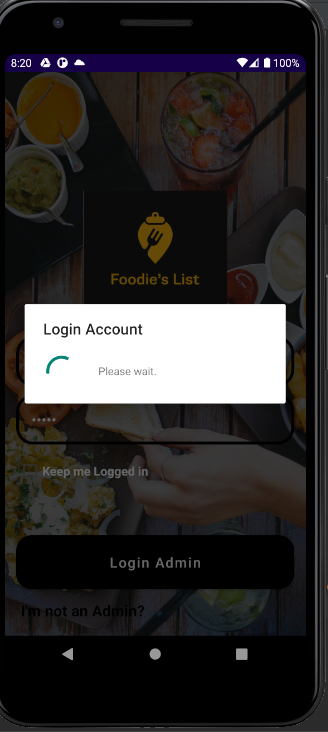 8:20
100%
Foodie's List
Login Account
Please wait.
•••••
Keep me Logged in
Login Admin
I'm not an Admin?